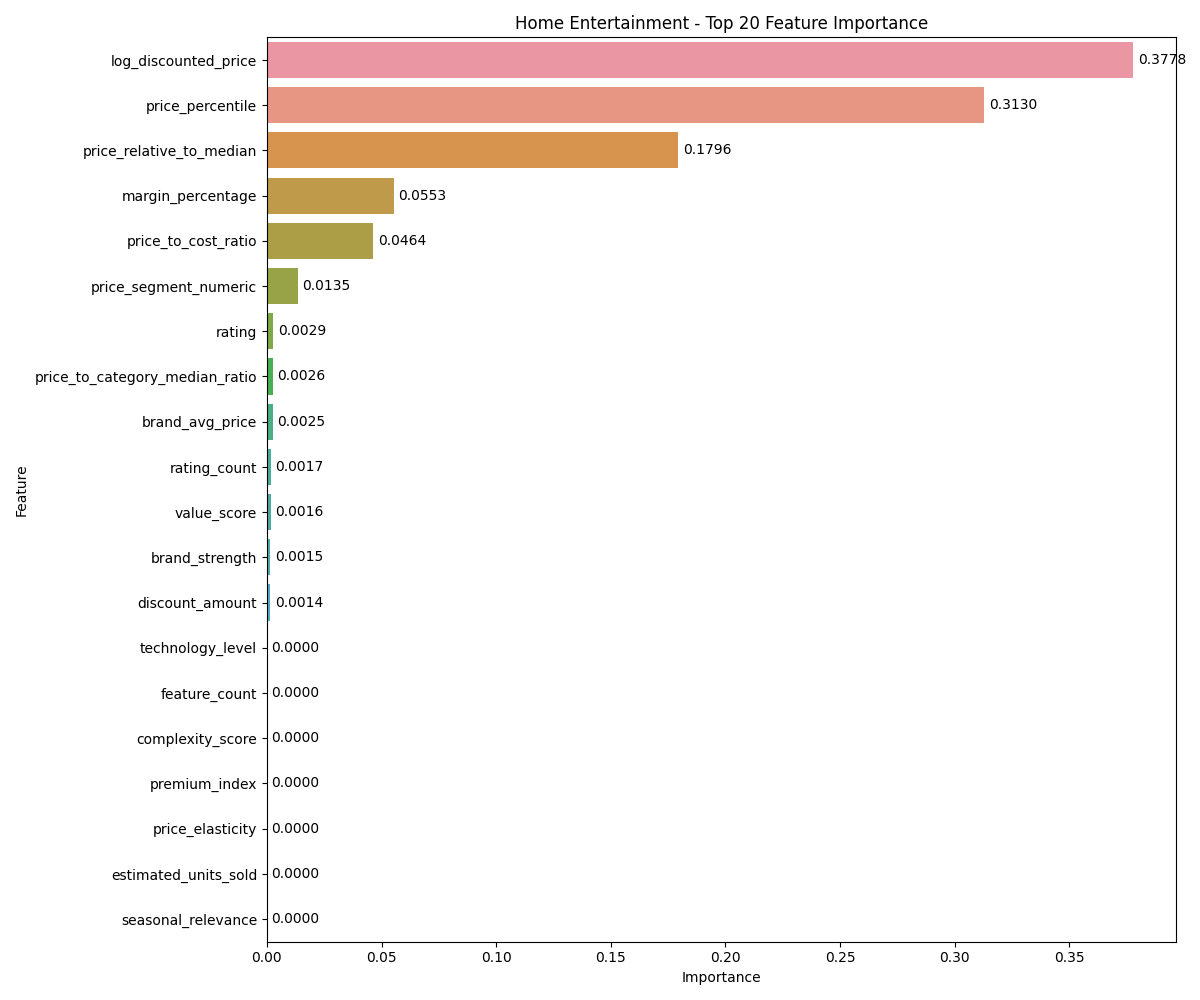 Home Entertainment - Top 20 Feature Importance
log_discounted_price 0.3778
price_percentile 0.3130
price_relative_to_median 0.1796
margin_percentage 0.0553
price_to_cost_ratio 0.0464
price_segment_numeric 0.0135
rating 0.0029
price_to_category_median_ratio 0.0026
brand_avg_price 0.0025
rating_count 0.0017
value_score 0.0016
brand_strength 0.0015
discount_amount 0.0014
technology_level 0.0000
feature_count 0.0000
complexity_score 0.0000
premium_index 0.0000
price_elasticity 0.0000
estimated_units_sold 0.0000
seasonal_relevance 0.0000
Feature
0.00 0.05 0.10 0.15 0.20 0.25 0.30 0.35
Importance